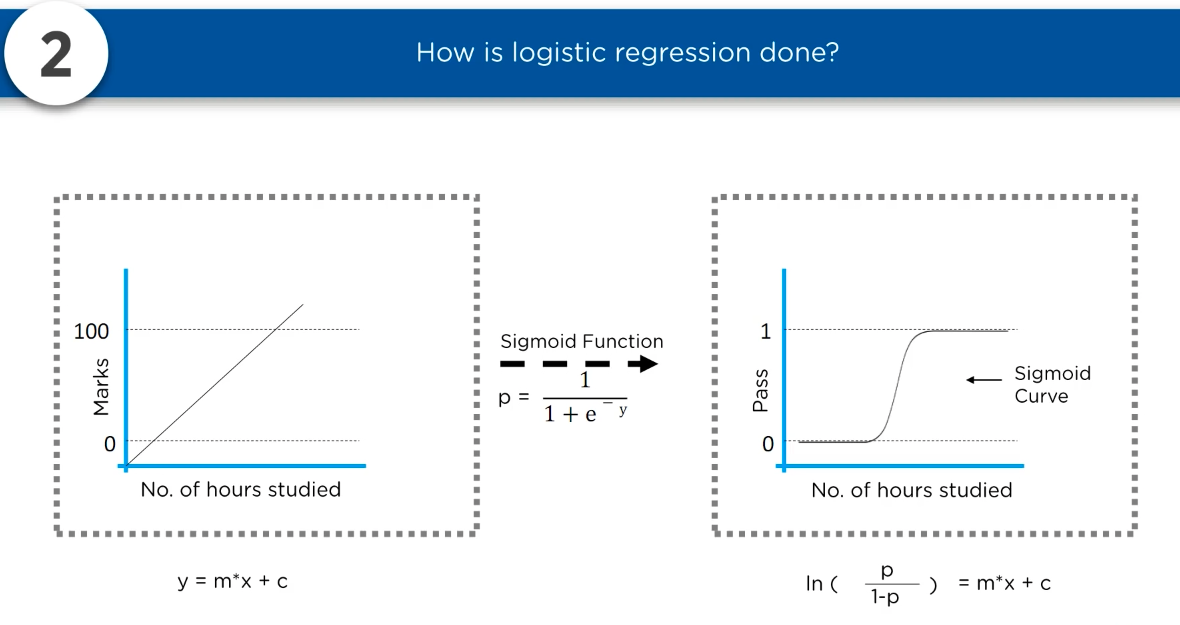 2
How is logistic regression done?
100
Marks
0
No. of hours studied
y = m*x + c
Sigmoid Function
p = 1 / 1 + e^- y
1
Pass
0
Sigmoid
Curve
No. of hours studied
ln ( p / 1-p ) = m*x + c